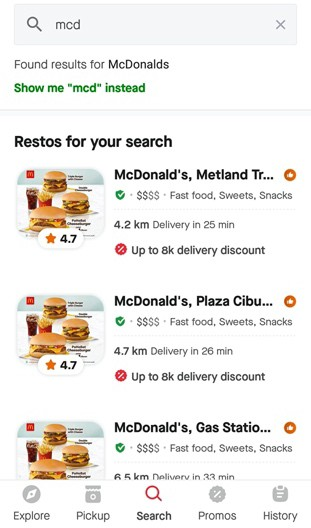 mcd
Found results for McDonalds
Show me "mcd" instead
Restos for your search
McDonald's, Metland Tr...
$$$$ · Fast food, Sweets, Snacks
4.7
4.2 km Delivery in 25 min
Up to 8k delivery discount
McDonald's, Plaza Cibu...
$$$$ · Fast food, Sweets, Snacks
4.7
4.7 km Delivery in 26 min
Up to 8k delivery discount
McDonald's, Gas Statio...
$$$$ · Fast food, Sweets, Snacks
6.5 km Delivery in 33 min
Explore
Pickup
Search
Promos
History